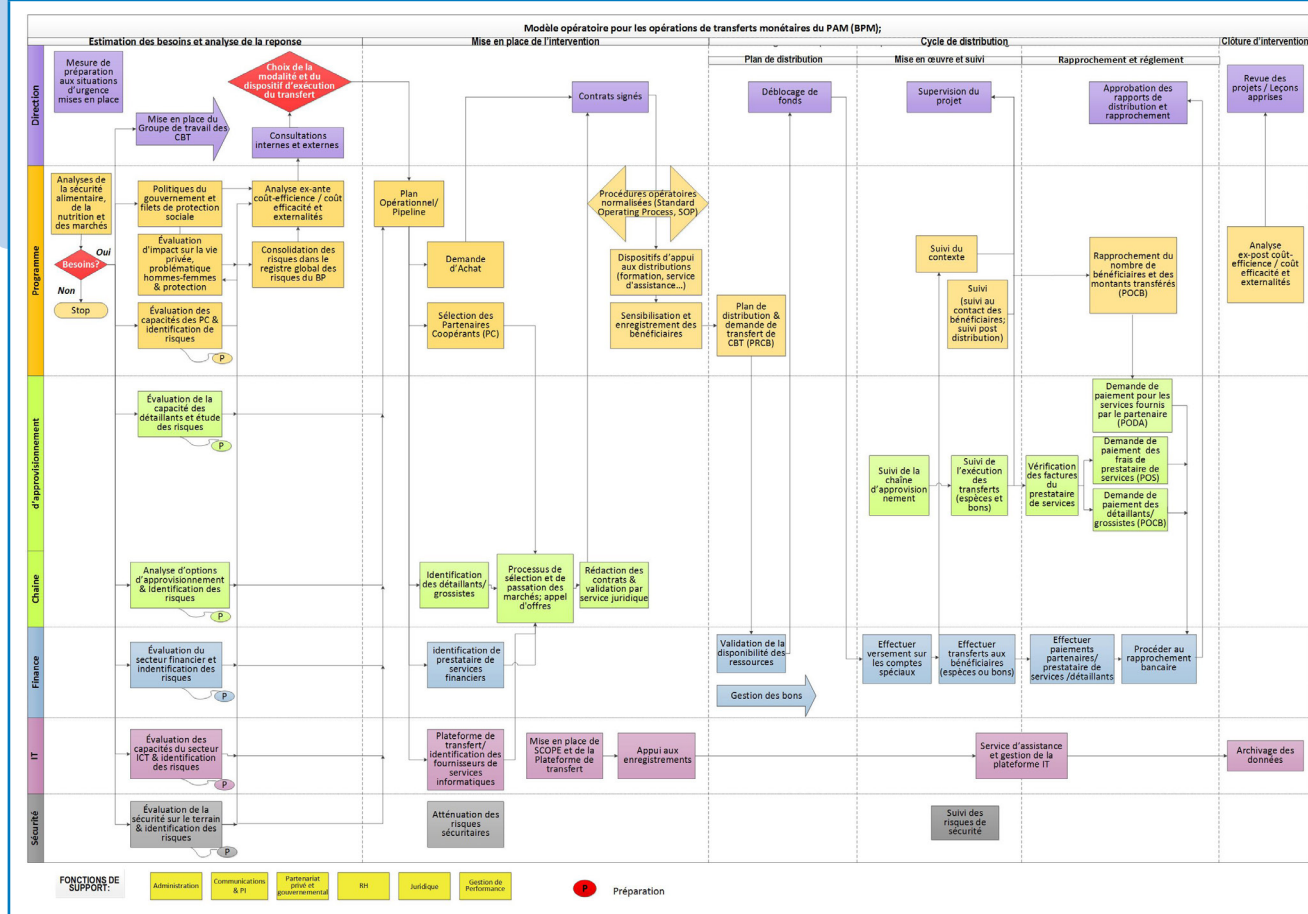 Modèle opératoire pour les opérations de transferts monétaires du PAM (BPM);
Estimation des besoins et analyse de la reponse
Mise en place de l'intervention
Cycle de distribution
Clôture d'intervention
Plan de distribution
Mise en œuvre et suivi
Rapprochement et réglement
Direction
Mesure de
préparation
aux situations
d'urgence
mises en place
Mise en place du
Groupe de travail des
CBT
Choix de la
modalité et du
dispositif d'exécution
du transfert
Consultations
internes et externes
Contrats signés
Déblocage de
fonds
Supervision du
projet
Approbation des
rapports de
distribution et
rapprochement
Revue des
projets / Leçons
apprises
Programme
Analyses de
la sécurité
alimentaire,
de la
nutrition et
des marchés
Besoins?
Oui
Non
Stop
Politiques du
gouvernement et
filets de protection
sociale
Évaluation
d'impact sur la vie
privée,
problématique
hommes-femmes
& protection
Évaluation des
capacités des PC &
identification de
risques
P
Analyse ex-ante
coût-efficience / coût
efficacité et
externalités
Consolidation des
risques dans le
registre global des
risques du BP
Plan
Opérationnel/
Pipeline
Demande
d'Achat
Sélection des
Partenaires
Coopérants (PC)
Procédures opératoires
normalisées (Standard
Operating Process, SOP)
Dispositifs d'appui
aux distributions
(formation, service
d'assistance...)
Sensibilisation et
enregistrement des
bénéficiaires
Plan de
distribution &
demande de
transfert de
CBT (PRCB)
Suivi du
contexte
Suivi
(suivi au
contact des
bénéficiaires;
suivi post
distribution)
Rapprochement du
nombre de
bénéficiaires et des
montants transférés
(POCB)
Analyse
ex-post coût-
efficience / coût
efficacité et
externalités
d'approvisionnement
Chaine
Évaluation de la
capacité des
détaillants et étude
des risques
P
Demande de
paiement pour les
services fournis
par le partenaire
(PODA)
Suivi de la
chaîne
d'approvision
nement
Suivi de
l'exécution
des
transferts
(espèces et
bons)
Vérification
des factures
du
prestataire
de services
Demande de
paiement des
frais de
prestataire de
services (POS)
Demande de
paiement des
détaillants/
grossistes (POCB)
Analyse d'options
d'approvisionnement
& Identification des
risques
P
Identification
des détaillants/
grossistes
Processus de
sélection et de
passation des
marchés; appel
d'offres
Rédaction des
contrats &
validation par
service juridique
Finance
Évaluation du
secteur financier et
indentification des
risques
P
identification de
prestataire de
services
financiers
Validation de la
disponibilité des
ressources
Gestion des bons
Effectuer
versement sur
les comptes
spéciaux
Effectuer
transferts aux
bénéficiaires
(espèces ou bons)
Effectuer
paiements
partenaires/
prestataire de
services /détaillants
Procéder au
rapprochement
bancaire
IT
Évaluation des
capacités du secteur
ICT & identification
des risques
P
Plateforme de
transfert/
identification des
fournisseurs de
services
informatiques
Mise en place de
SCOPE et de la
Plateforme de
transfert
Appui aux
enregistrements
Service d'assistance
et gestion de la
plateforme IT
Archivage des
données
Sécurité
Évaluation de la
sécurité sur le terrain
& identification des
risques
P
Atténuation des
risques
sécuritaires
Suivi des
risques de
sécurité
FONCTIONS DE
SUPPORT:
Administration
Communications
& PI
Partenariat
privé et
gouvernemental
RH
Juridique
Gestion de
Performance
P
Préparation